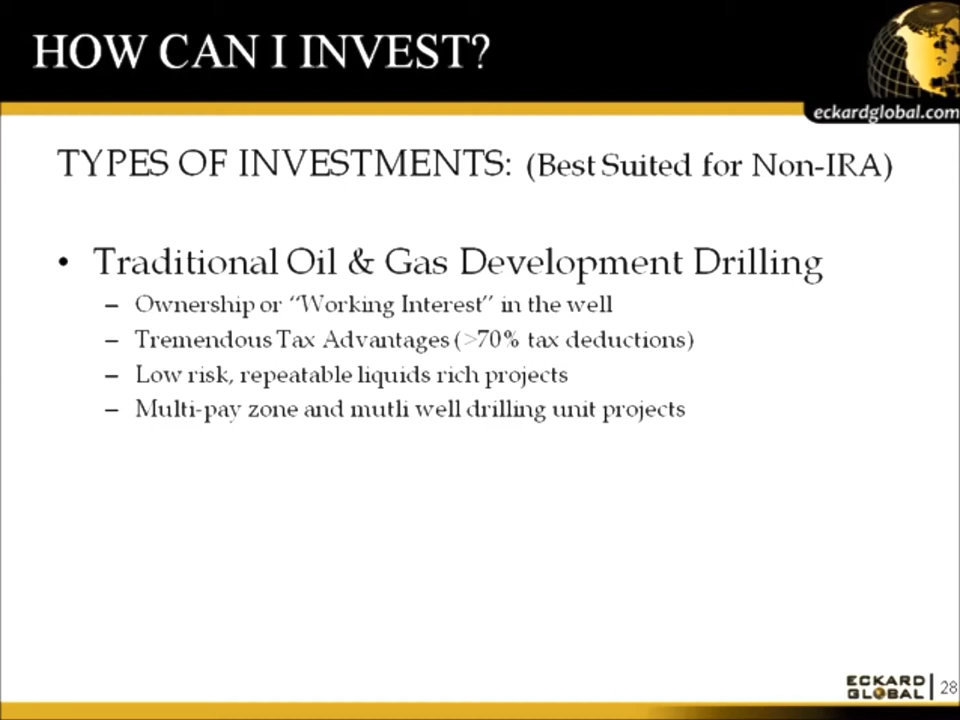 HOW CAN I INVEST?
eckardglobal.com
TYPES OF INVESTMENTS: (Best Suited for Non-IRA)
• Traditional Oil & Gas Development Drilling
– Ownership or “Working Interest” in the well
– Tremendous Tax Advantages (>70% tax deductions)
– Low risk, repeatable liquids rich projects
– Multi-pay zone and mutli well drilling unit projects
ECKARD
GLOBAL
28